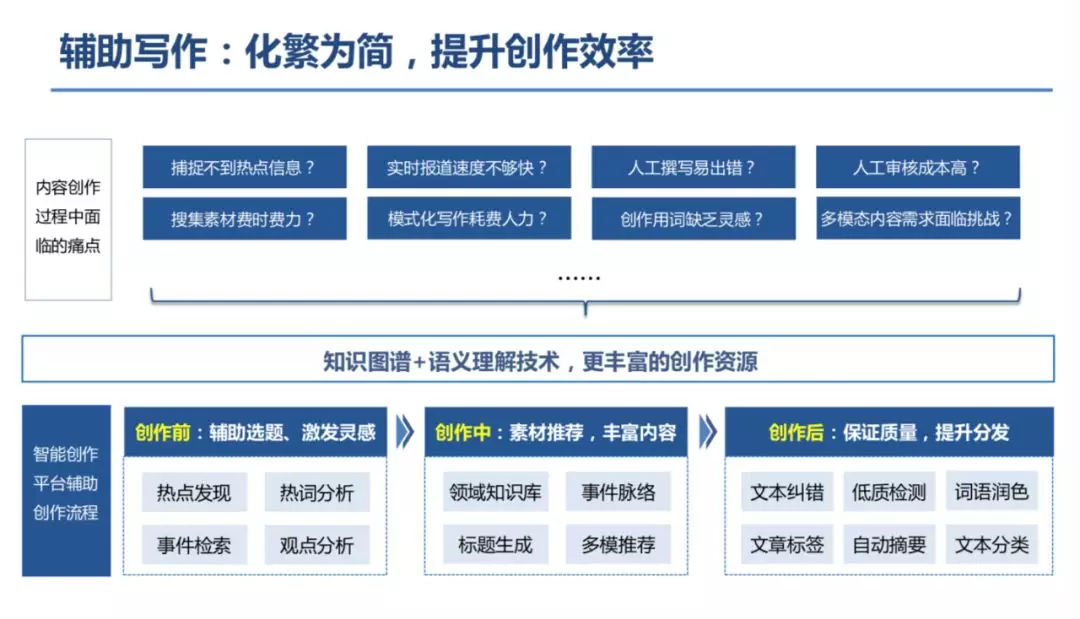 辅助写作：化繁为简，提升创作效率
内容创作
过程中面
临的痛点
捕捉不到热点信息？
实时报道速度不够快？
人工撰写易出错？
人工审核成本高？
搜集素材费时费力？
模式化写作耗费人力？
创作用词缺乏灵感？
多模态内容需求面临挑战？
……
知识图谱+语义理解技术，更丰富的创作资源
智能创作
平台辅助
创作流程
创作前：辅助选题、激发灵感
热点发现
热词分析
事件检索
观点分析
创作中：素材推荐，丰富内容
领域知识库
事件脉络
标题生成
多模推荐
创作后：保证质量，提升分发
文本纠错
低质检测
词语润色
文章标签
自动摘要
文本分类